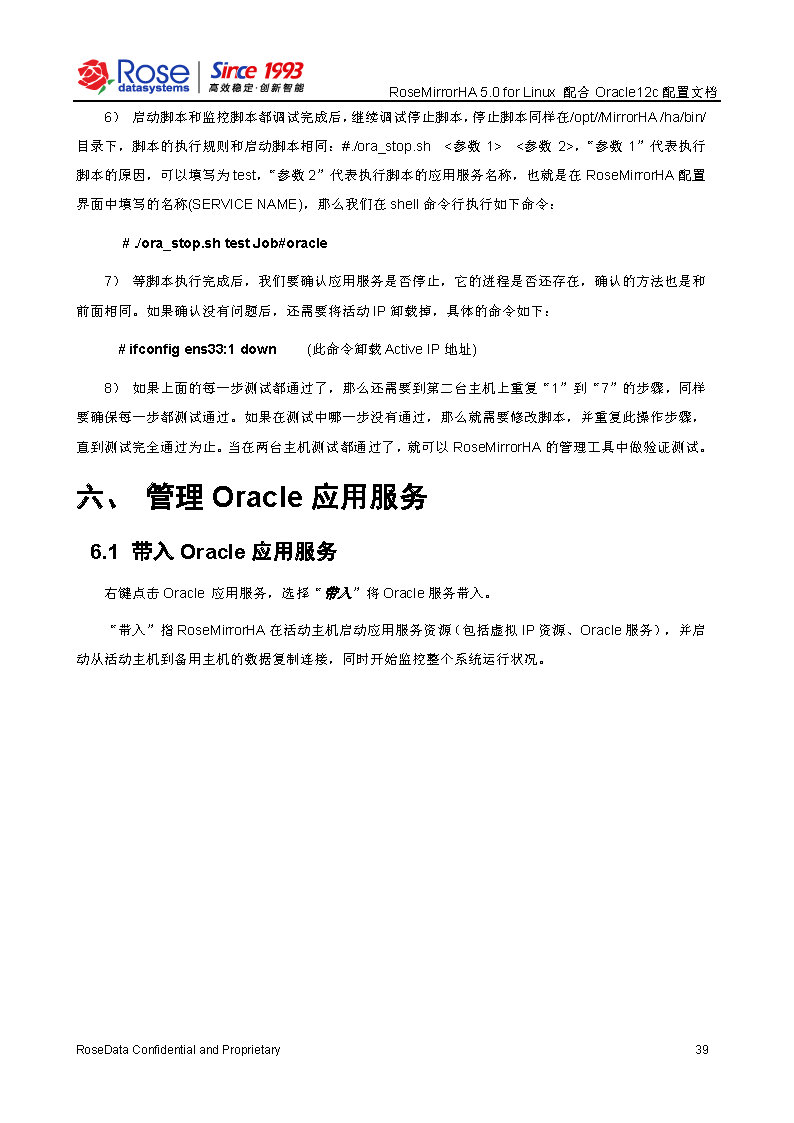 Rose
datasystems
Since 1993
高效稳定·创新智能
RoseMirrorHA 5.0 for Linux 配合 Oracle12c 配置文档
6） 启动脚本和监控脚本都调试完成后，继续调试停止脚本，停止脚本同样在/opt//MirrorHA /ha/bin/
目录下，脚本的执行规则和启动脚本相同：#./ora_stop.sh <参数 1> <参数 2>，“参数 1”代表执行
脚本的原因，可以填写为 test，“参数 2”代表执行脚本的应用服务名称，也就是在 RoseMirrorHA 配置
界面中填写的名称(SERVICE NAME)，那么我们在 shell 命令行执行如下命令：
# ./ora_stop.sh test Job#oracle
7） 等脚本执行完成后，我们要确认应用服务是否停止，它的进程是否还存在，确认的方法也是和
前面相同。如果确认没有问题后，还需要将活动 IP 卸载掉，具体的命令如下：
# ifconfig ens33:1 down (此命令卸载 Active IP 地址)
8） 如果上面的每一步测试都通过了，那么还需要到第二台主机上重复“1”到“7”的步骤，同样
要确保每一步都测试通过。如果在测试中哪一步没有通过，那么就需要修改脚本，并重复此操作步骤，
直到测试完全通过为止。当在两台主机测试都通过了，就可以 RoseMirrorHA 的管理工具中做验证测试。
六、 管理 Oracle 应用服务
6.1 带入 Oracle 应用服务
右键点击 Oracle 应用服务，选择“带入”将 Oracle 服务带入。
“带入”指 RoseMirrorHA 在活动主机启动应用服务资源（包括虚拟 IP 资源、Oracle 服务），并启
动从活动主机到备用主机的数据复制连接，同时开始监控整个系统运行状况。
RoseData Confidential and Proprietary 39